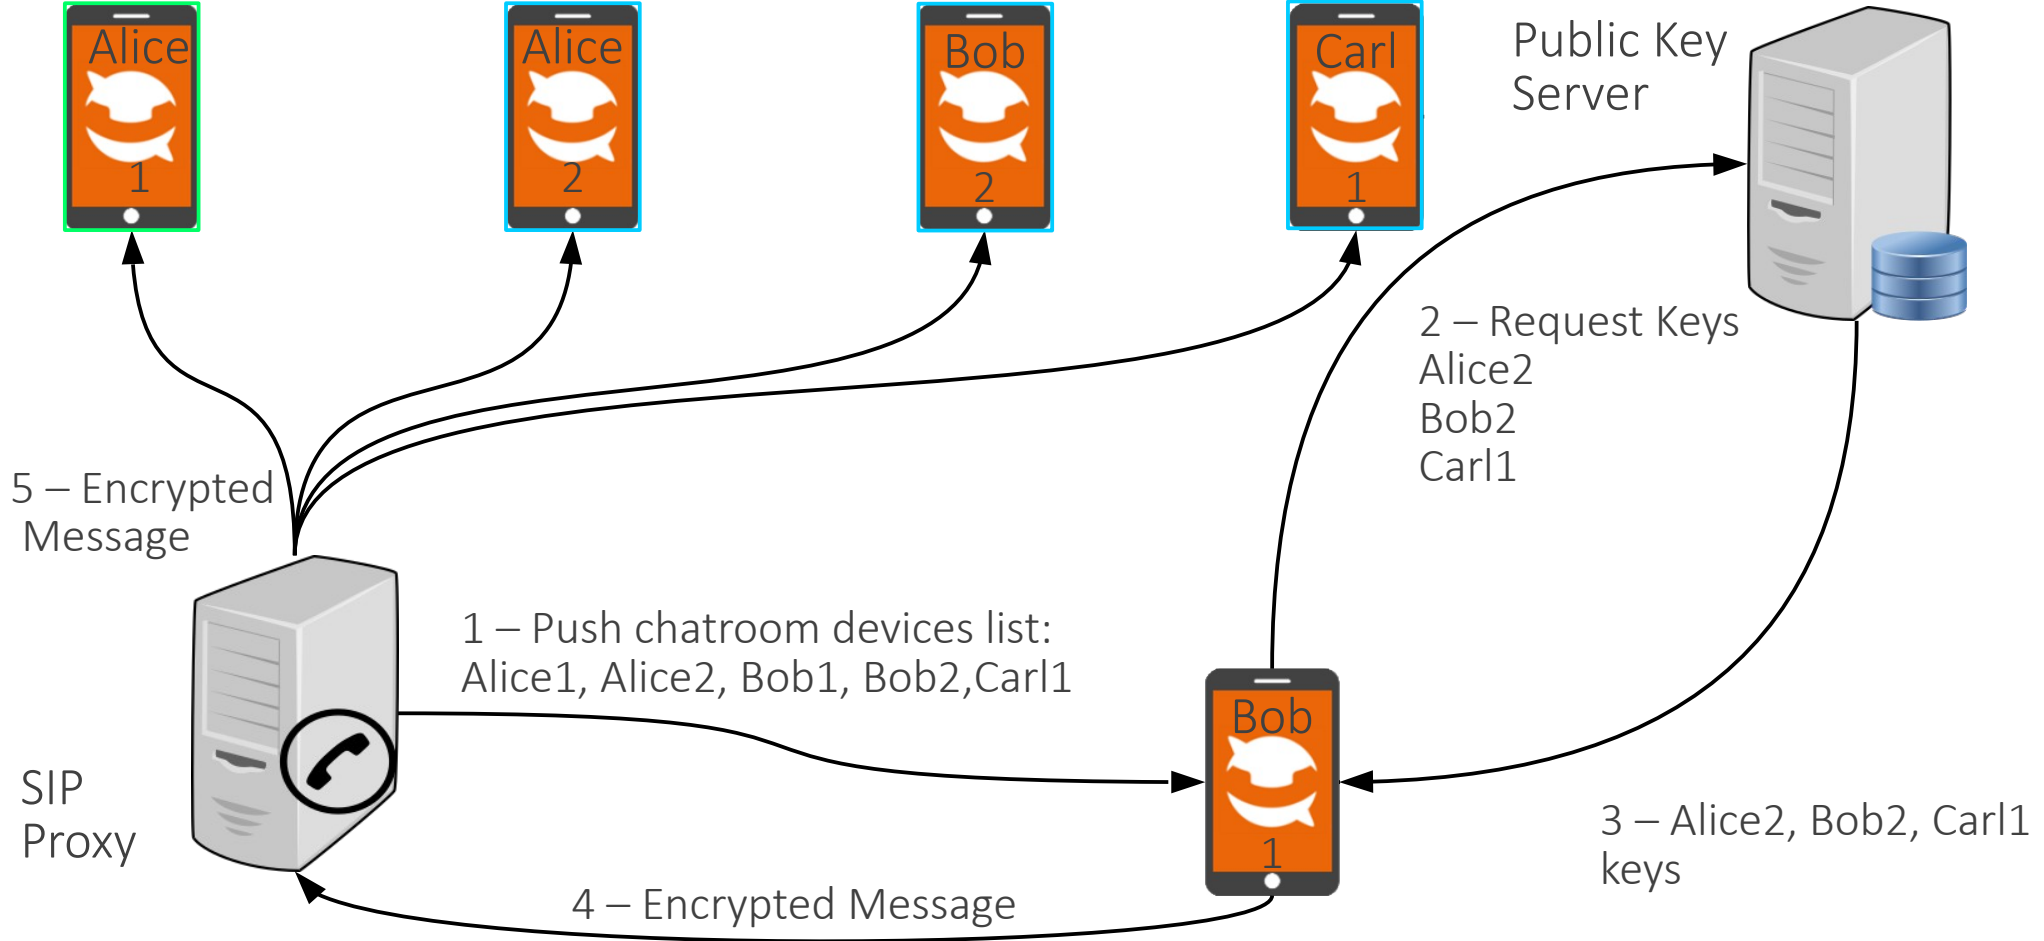 Alice
1
Alice
2
Bob
2
Carl
1
Public Key
Server
2 – Request Keys
Alice2
Bob2
Carl1
5 – Encrypted
Message
1 – Push chatroom devices list:
Alice1, Alice2, Bob1, Bob2,Carl1
Bob
1
SIP
Proxy
3 – Alice2, Bob2, Carl1
keys
4 – Encrypted Message